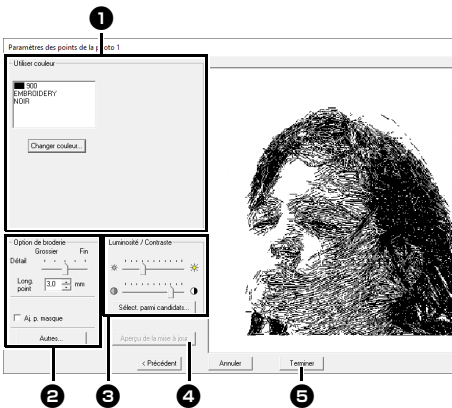 1
Paramètres des points de la photo 1
Utiliser couleur
900
EMBROIDERY
NOIR
Changer couleur...
Option de broderie
Grossier Fin
Détail
Long. point 3,0 mm
Aj. p. masque
Autres...
Luminosité / Contraste
Sélect. parmi candidats...
Aperçu de la mise à jour
< Précédent
Annuler
Terminer
2
3
4
5